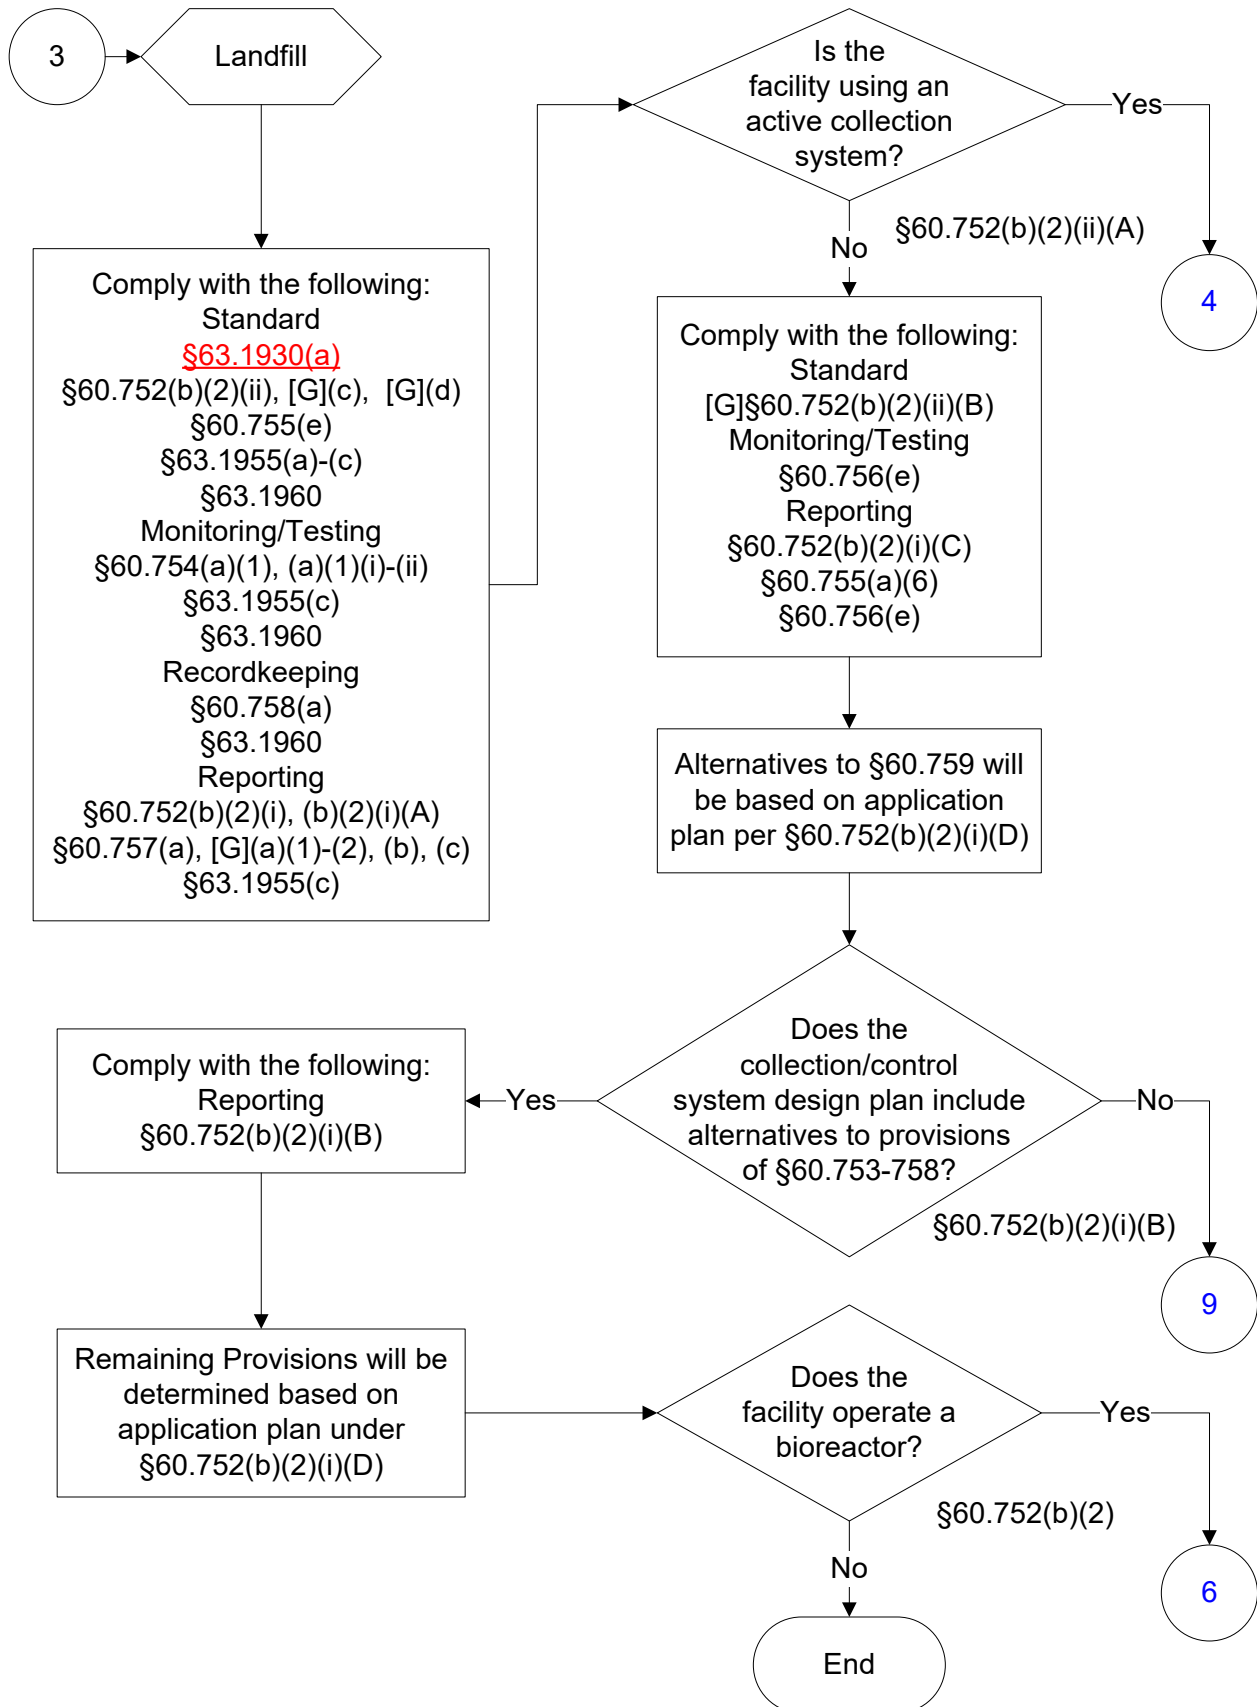 3
Landfill
Comply with the following:
Standard
§63.1930(a)
§60.752(b)(2)(ii), [G](c), [G](d)
§60.755(e)
§63.1955(a)-(c)
§63.1960
Monitoring/Testing
§60.754(a)(1), (a)(1)(i)-(ii)
§63.1955(c)
§63.1960
Recordkeeping
§60.758(a)
§63.1960
Reporting
§60.752(b)(2)(i), (b)(2)(i)(A)
§60.757(a), [G](a)(1)-(2), (b), (c)
§63.1955(c)
Is the
facility using an
active collection
system?
Yes
§60.752(b)(2)(ii)(A)
4
No
Comply with the following:
Standard
[G]§60.752(b)(2)(ii)(B)
Monitoring/Testing
§60.756(e)
Reporting
§60.752(b)(2)(i)(C)
§60.755(a)(6)
§60.756(e)
Alternatives to §60.759 will
be based on application
plan per §60.752(b)(2)(i)(D)
Does the
collection/control
system design plan include
alternatives to provisions
of §60.753-758?
No
§60.752(b)(2)(i)(B)
9
Yes
Comply with the following:
Reporting
§60.752(b)(2)(i)(B)
Remaining Provisions will be
determined based on
application plan under
§60.752(b)(2)(i)(D)
Does the
facility operate a
bioreactor?
Yes
§60.752(b)(2)
6
No
End